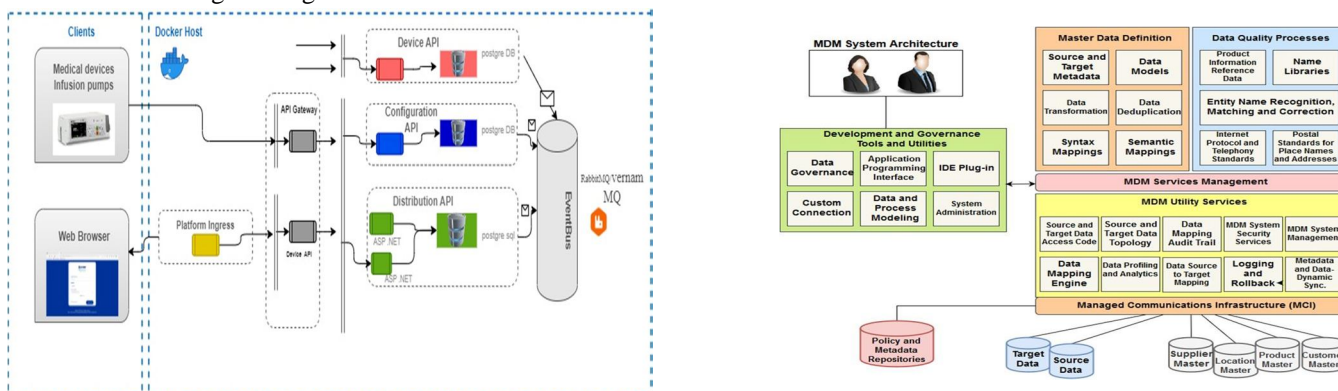 Clients
Docker Host
Medical devices
Infusion pumps
Web Browser
Platform Ingress
API Gateway
Device API
Device API
postgre DB
Configuration
API
postgre DB
Distribution API
ASP .NET
ASP .NET
postgre sql
EventBus
RabbitMQ/vernam
MQ
MDM System Architecture
Development and Governance
Tools and Utilities
Data
Governance
Application
Programming
Interface
IDE Plug-in
Custom
Connection
Data and
Process
Modeling
System
Administration
Master Data Definition
Source and
Target
Metadata
Data
Models
Data
Transformation
Data
Deduplication
Syntax
Mappings
Semantic
Mappings
Data Quality Processes
Product
Information
Reference
Data
Name
Libraries
Entity Name Recognition,
Matching and Correction
Internet
Protocol and
Telephony
Standards
Postal
Standards for
Place Names
and Addresses
MDM Services Management
MDM Utility Services
Source and
Target Data
Access Code
Source and
Target Data
Topology
Data
Mapping
Audit Trail
MDM System
Security
Services
MDM System
Management
Data
Mapping
Engine
Data Profiling
and Analytics
Data Source
to Target
Mapping
Logging
and
Rollback
Metadata
and Data-
Dynamic
Sync.
Managed Communications Infrastructure (MCI)
Policy and
Metadata
Repositories
Target
Data
Source
Data
Supplier
Master
Location
Master
Product
Master
Custome
Master